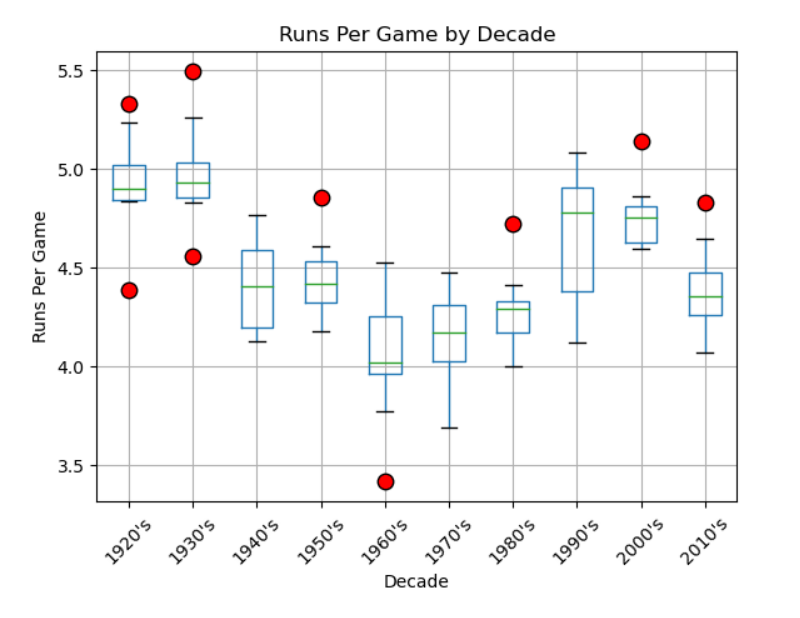 Runs Per Game by Decade
5.5
5.0
4.5
4.0
3.5
Runs Per Game
1920's
1930's
1940's
1950's
1960's
1970's
1980's
1990's
2000's
2010's
Decade